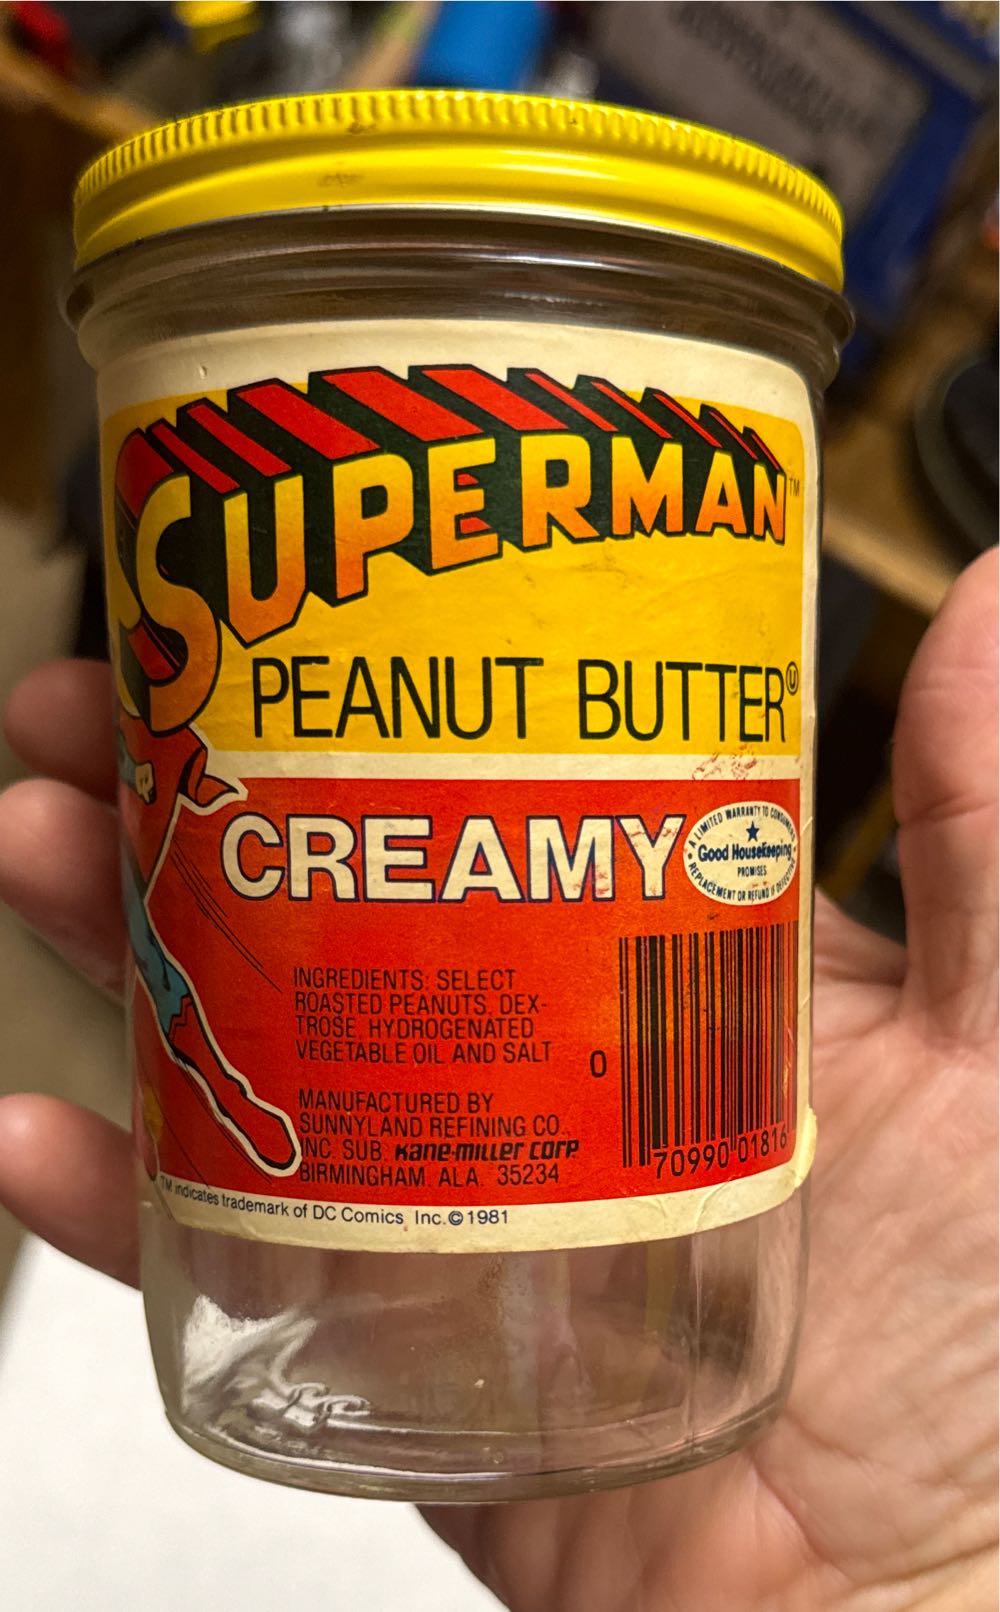 SUPERMAN™
PEANUT BUTTER Ⓤ
CREAMY
A LIMITED WARRANTY TO CONSUMERS
Good Housekeeping
PROMISES
REPLACEMENT OR REFUND IF DEFECTIVE
INGREDIENTS: SELECT
ROASTED PEANUTS, DEX-
TROSE, HYDROGENATED
VEGETABLE OIL AND SALT
MANUFACTURED BY
SUNNYLAND REFINING CO.,
INC. SUB. Kane-miller corp
BIRMINGHAM, ALA. 35234
0 70990 01816
TM indicates trademark of DC Comics Inc. © 1981